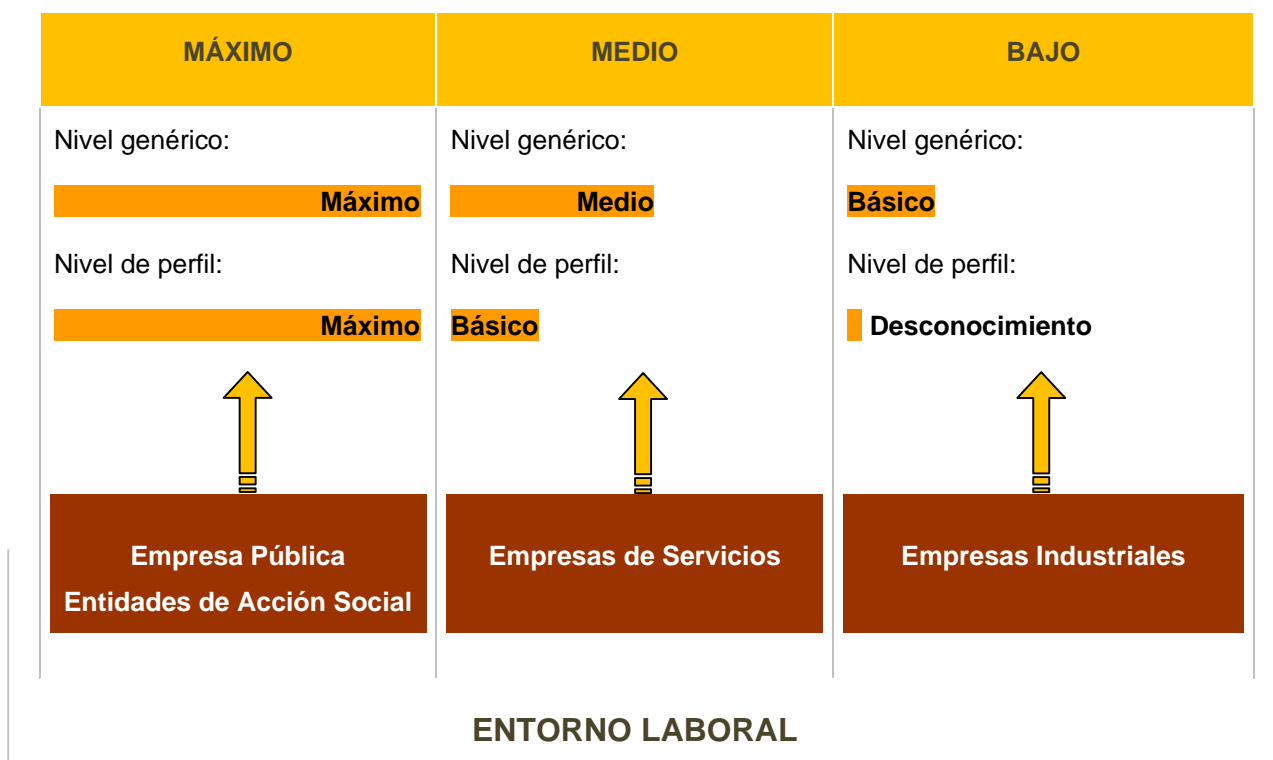 MÁXIMO
MEDIO
BAJO
Nivel genérico:
Máximo
Nivel de perfil:
Máximo
Nivel genérico:
Medio
Nivel de perfil:
Básico
Nivel genérico:
Básico
Nivel de perfil:
Desconocimiento
Empresa Pública
Entidades de Acción Social
Empresas de Servicios
Empresas Industriales
ENTORNO LABORAL